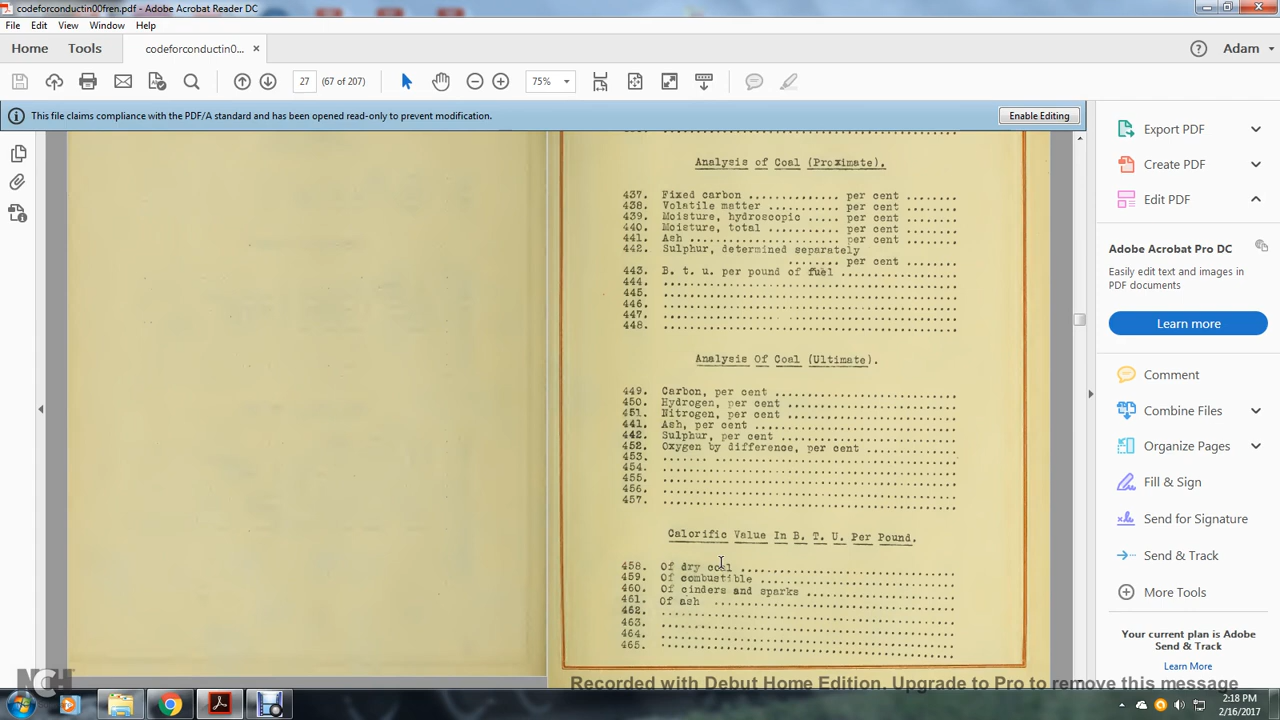 codeforconductin00fren.pdf - Adobe Acrobat Reader DC
File Edit View Window Help
Home Tools codeforconductin0... × Adam
27 (67 of 207) 75%
This file claims compliance with the PDF/A standard and has been opened read-only to prevent modification. Enable Editing
Analysis of Coal (Proximate).
437. Fixed carbon ............ per cent .......
438. Volatile matter ........... per cent .......
439. Moisture, hydroscopic ..... per cent .......
440. Moisture, total ........... per cent .......
441. Ash ....................... per cent .......
442. Sulphur, determined separately
....... per cent .......
443. B. t. u. per pound of fuel ................
444. ..........................................
445. ..........................................
446. ..........................................
447. ..........................................
448. ..........................................
Analysis Of Coal (Ultimate).
449. Carbon, per cent .........................
450. Hydrogen, per cent .......................
451. Nitrogen, per cent .......................
441. Ash, per cent ............................
442. Sulphur, per cent ........................
452. Oxygen by difference, per cent ............
453. ..........................................
454. ..........................................
455. ..........................................
456. ..........................................
457. ..........................................
Calorific Value In B. T. U. Per Pound.
458. Of dry coal ..............................
459. Of combustible ...........................
460. Of cinders and sparks .....................
461. Of ash ...................................
462. ..........................................
463. ..........................................
464. ..........................................
465. ..........................................
Export PDF
Create PDF
Edit PDF
Adobe Acrobat Pro DC
Easily edit text and images in
PDF documents
Learn more
Comment
Combine Files
Organize Pages
Fill & Sign
Send for Signature
Send & Track
More Tools
Your current plan is Adobe
Send & Track
Learn More
NCH
Recorded with Debut Home Edition. Upgrade to Pro to remove this message
2:18 PM
2/16/2017